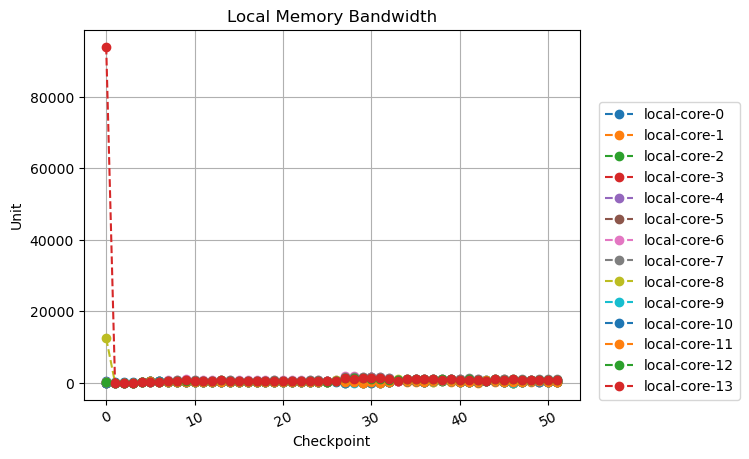 Local Memory Bandwidth
Unit
80000
60000
40000
20000
0
0 10 20 30 40 50
Checkpoint
local-core-0
local-core-1
local-core-2
local-core-3
local-core-4
local-core-5
local-core-6
local-core-7
local-core-8
local-core-9
local-core-10
local-core-11
local-core-12
local-core-13